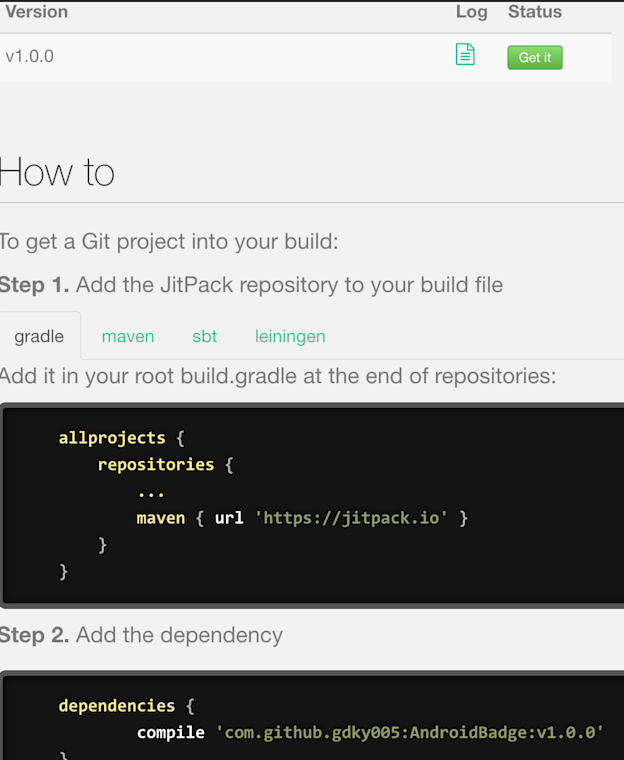 Version Log Status
v1.0.0 Get it
How to
To get a Git project into your build:
Step 1. Add the JitPack repository to your build file
gradle maven sbt leiningen
Add it in your root build.gradle at the end of repositories:
allprojects {
repositories {
...
maven { url 'https://jitpack.io' }
}
}
Step 2. Add the dependency
dependencies {
compile 'com.github.gdky005:AndroidBadge:v1.0.0'
}